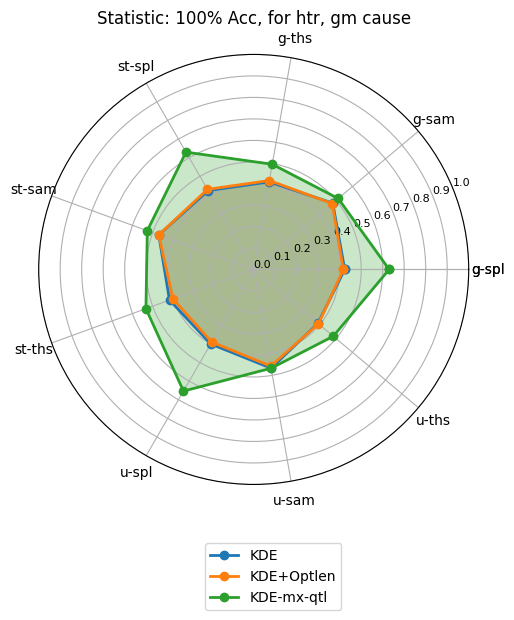 Statistic: 100% Acc, for htr, gm cause
g-ths
st-spl
g-sam
1.0
0.9
0.8
0.7
0.6
0.5
0.4
0.3
0.2
0.1
0.0
st-sam
g-spl
st-ths
u-ths
u-spl
u-sam
KDE
KDE+Optlen
KDE-mx-qtl